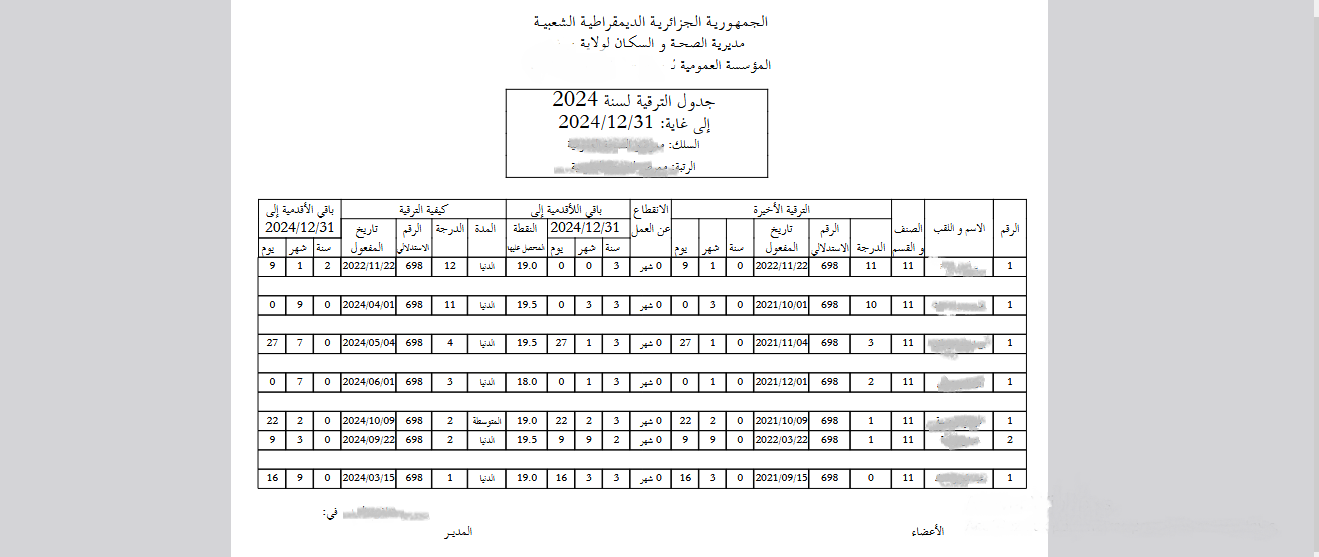 الجمهورية الجزائرية الديمقراطية الشعبية
مديرية الصحة و السكان لولاية
المؤسسة العمومية
جدول الترقية لسنة 2024
إلى غاية: 2024/12/31
السلك:
الرتبة:
الرقم الاسم و اللقب الصنف و القسم الترقية الأخيرة الانقطاع عن العمل باقي اللأقدمية إلى 2024/12/31 كيفية الترقية باقي الأقدمية إلى 2024/12/31
الدرجة الرقم الاستدلالي تاريخ المفعول سنة شهر يوم سنة شهر يوم النقطة المحصل عليها المدة الدرجة الرقم الاستدلالي تاريخ المفعول سنة شهر يوم
1 11 11 698 2022/11/22 0 1 9 0 شهر 3 0 0 19.0 الدنيا 12 698 2022/11/22 2 1 9
1 11 10 698 2021/10/01 0 3 0 0 شهر 3 3 0 19.5 الدنيا 11 698 2024/04/01 0 9 0
1 11 3 698 2021/11/04 0 1 27 0 شهر 3 1 27 19.5 الدنيا 4 698 2024/05/04 0 7 27
1 11 2 698 2021/12/01 0 1 0 0 شهر 3 1 0 18.0 الدنيا 3 698 2024/06/01 0 7 0
1 11 1 698 2021/10/09 0 2 22 0 شهر 3 2 22 19.0 المتوسطة 2 698 2024/10/09 0 2 22
2 11 1 698 2022/03/22 0 9 9 0 شهر 2 9 9 19.5 الدنيا 2 698 2024/09/22 0 3 9
1 11 0 698 2021/09/15 0 3 16 0 شهر 3 3 16 19.0 الدنيا 1 698 2024/03/15 0 9 16
في:
الأعضاء المدير